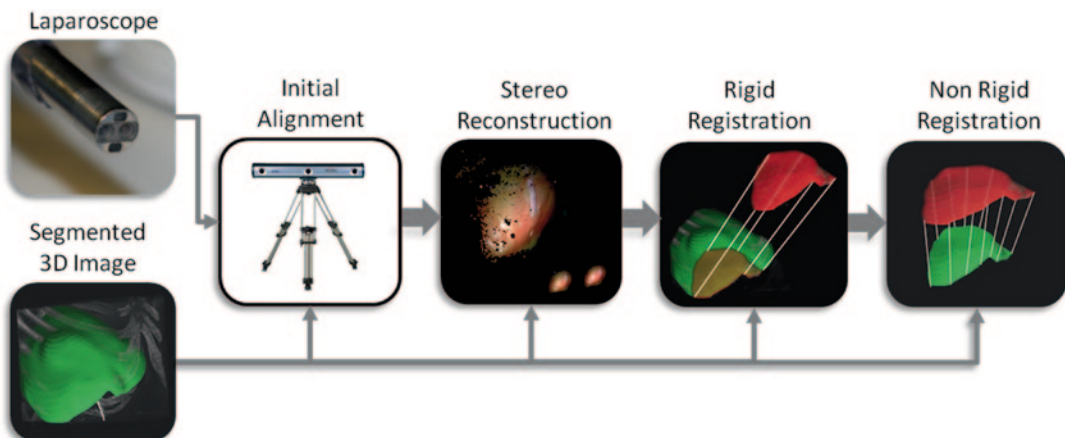 Laparoscope
Initial
Alignment
Stereo
Reconstruction
Rigid
Registration
Non Rigid
Registration
Segmented
3D Image